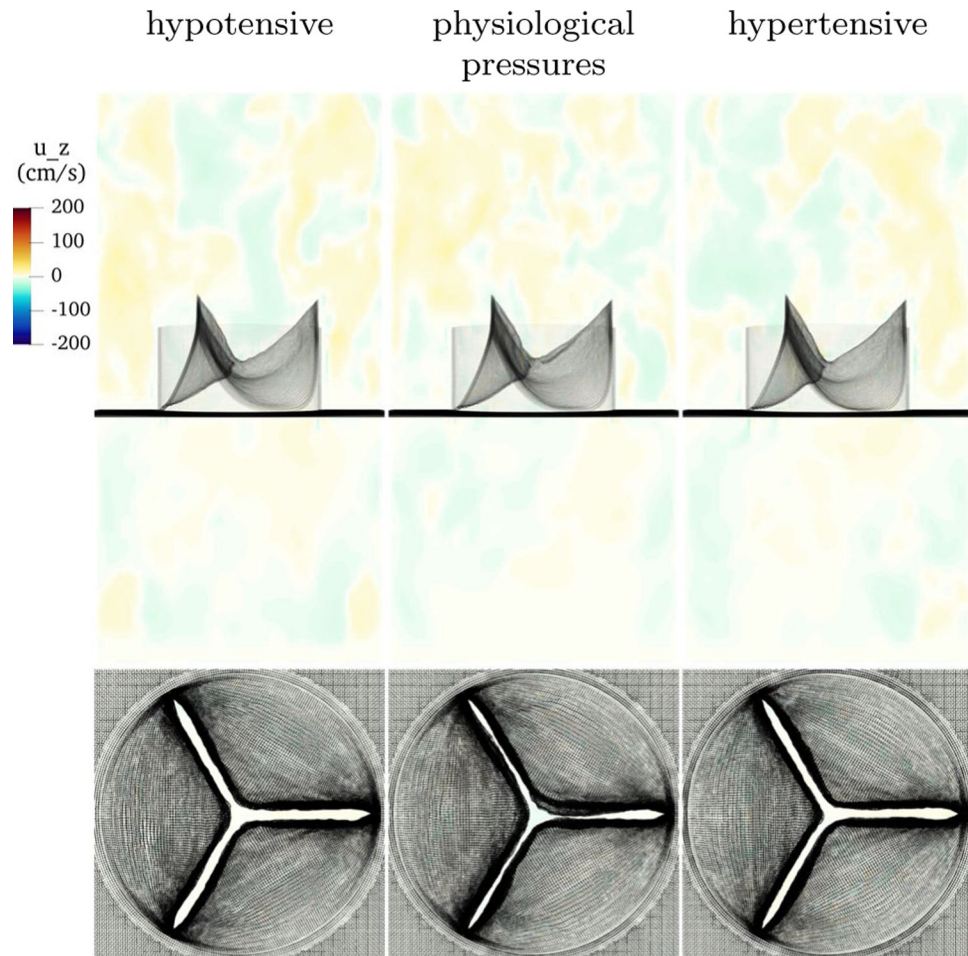 hypotensive
physiological
pressures
hypertensive
u_z
(cm/s)
200
100
0
-100
-200